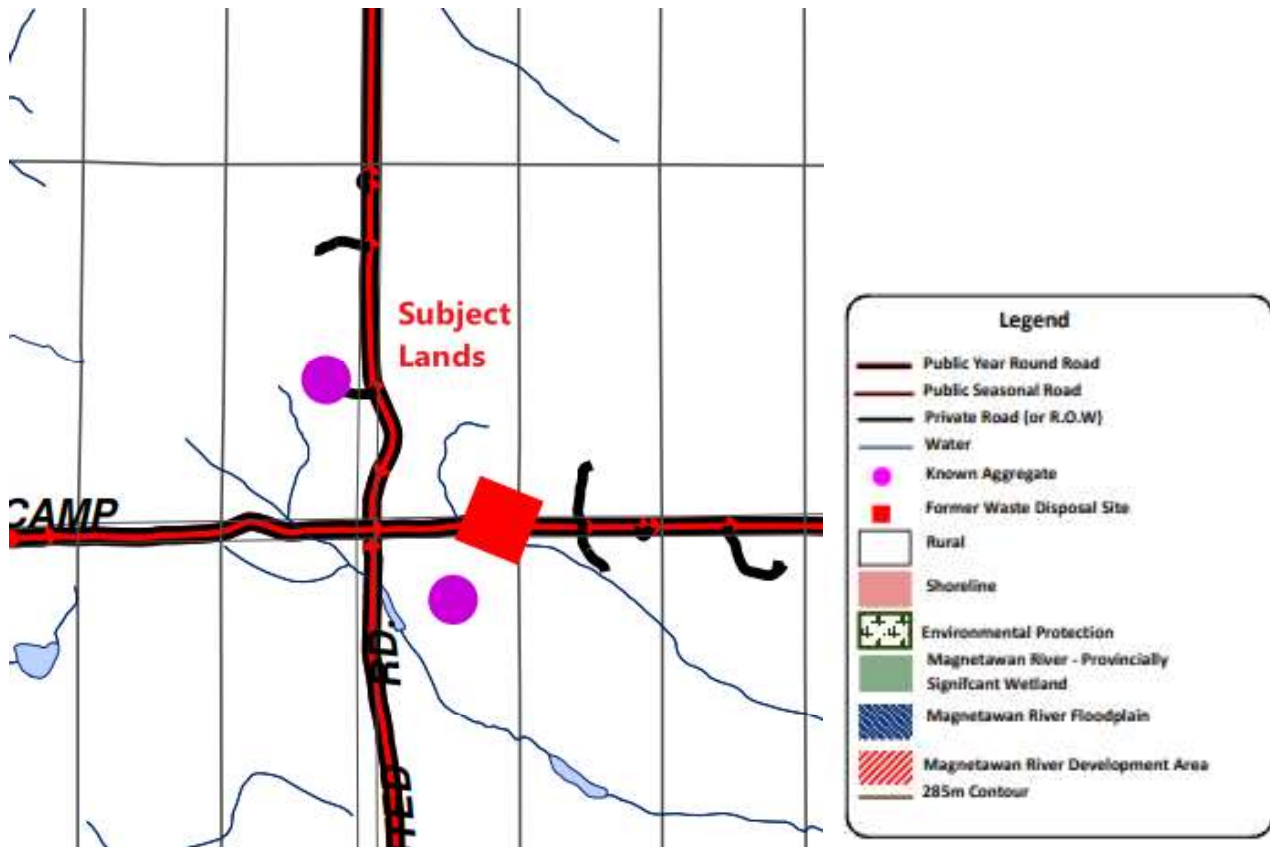 Subject
Lands
CAMP
RD.
TED
Legend
Public Year Round Road
Public Seasonal Road
Private Road (or R.O.W)
Water
Known Aggregate
Former Waste Disposal Site
Rural
Shoreline
Environmental Protection
Magnetawan River - Provincially
Signifcant Wetland
Magnetawan River Floodplain
Magnetawan River Development Area
285m Contour